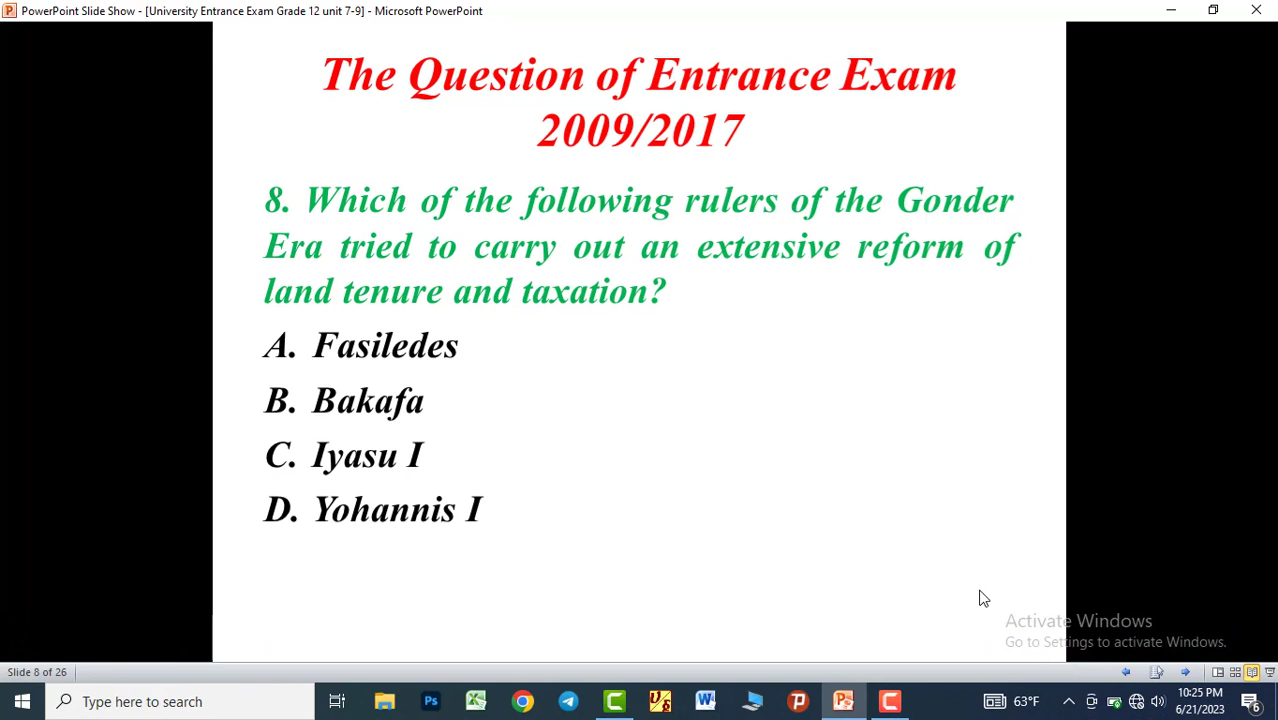 PowerPoint Slide Show - [University Entrance Exam Grade 12 unit 7-9] - Microsoft PowerPoint
The Question of Entrance Exam
2009/2017
8. Which of the following rulers of the Gonder
Era tried to carry out an extensive reform of
land tenure and taxation?
A. Fasiledes
B. Bakafa
C. Iyasu I
D. Yohannis I
Activate Windows
Go to Settings to activate Windows.
Slide 8 of 26
Type here to search
63°F
10:25 PM
6/21/2023
6